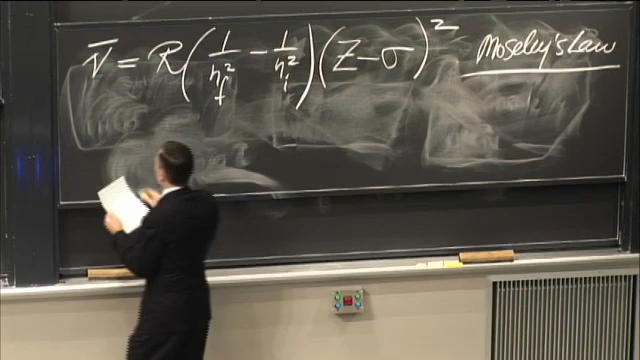 ν̄ = R(1/n_f² − 1/n_i²)(Z − σ)² Moseley's Law